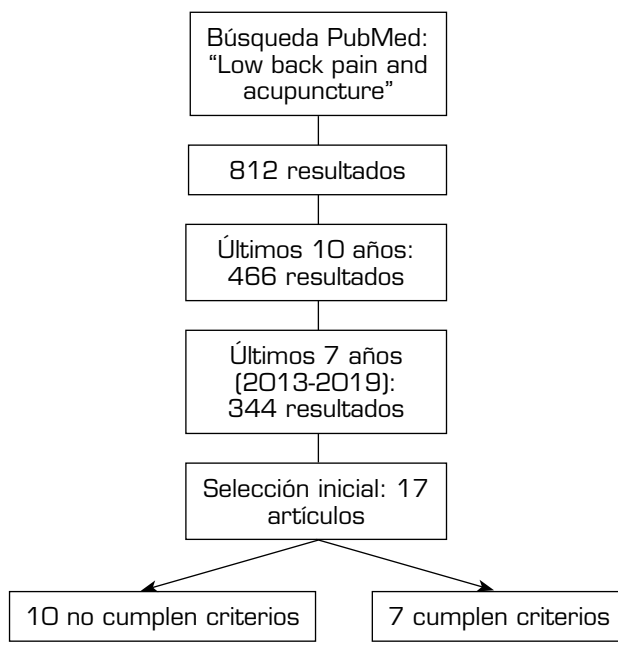 Búsqueda PubMed:
“Low back pain and
acupuncture”
812 resultados
Últimos 10 años:
466 resultados
Últimos 7 años
(2013-2019):
344 resultados
Selección inicial: 17
artículos
10 no cumplen criterios
7 cumplen criterios